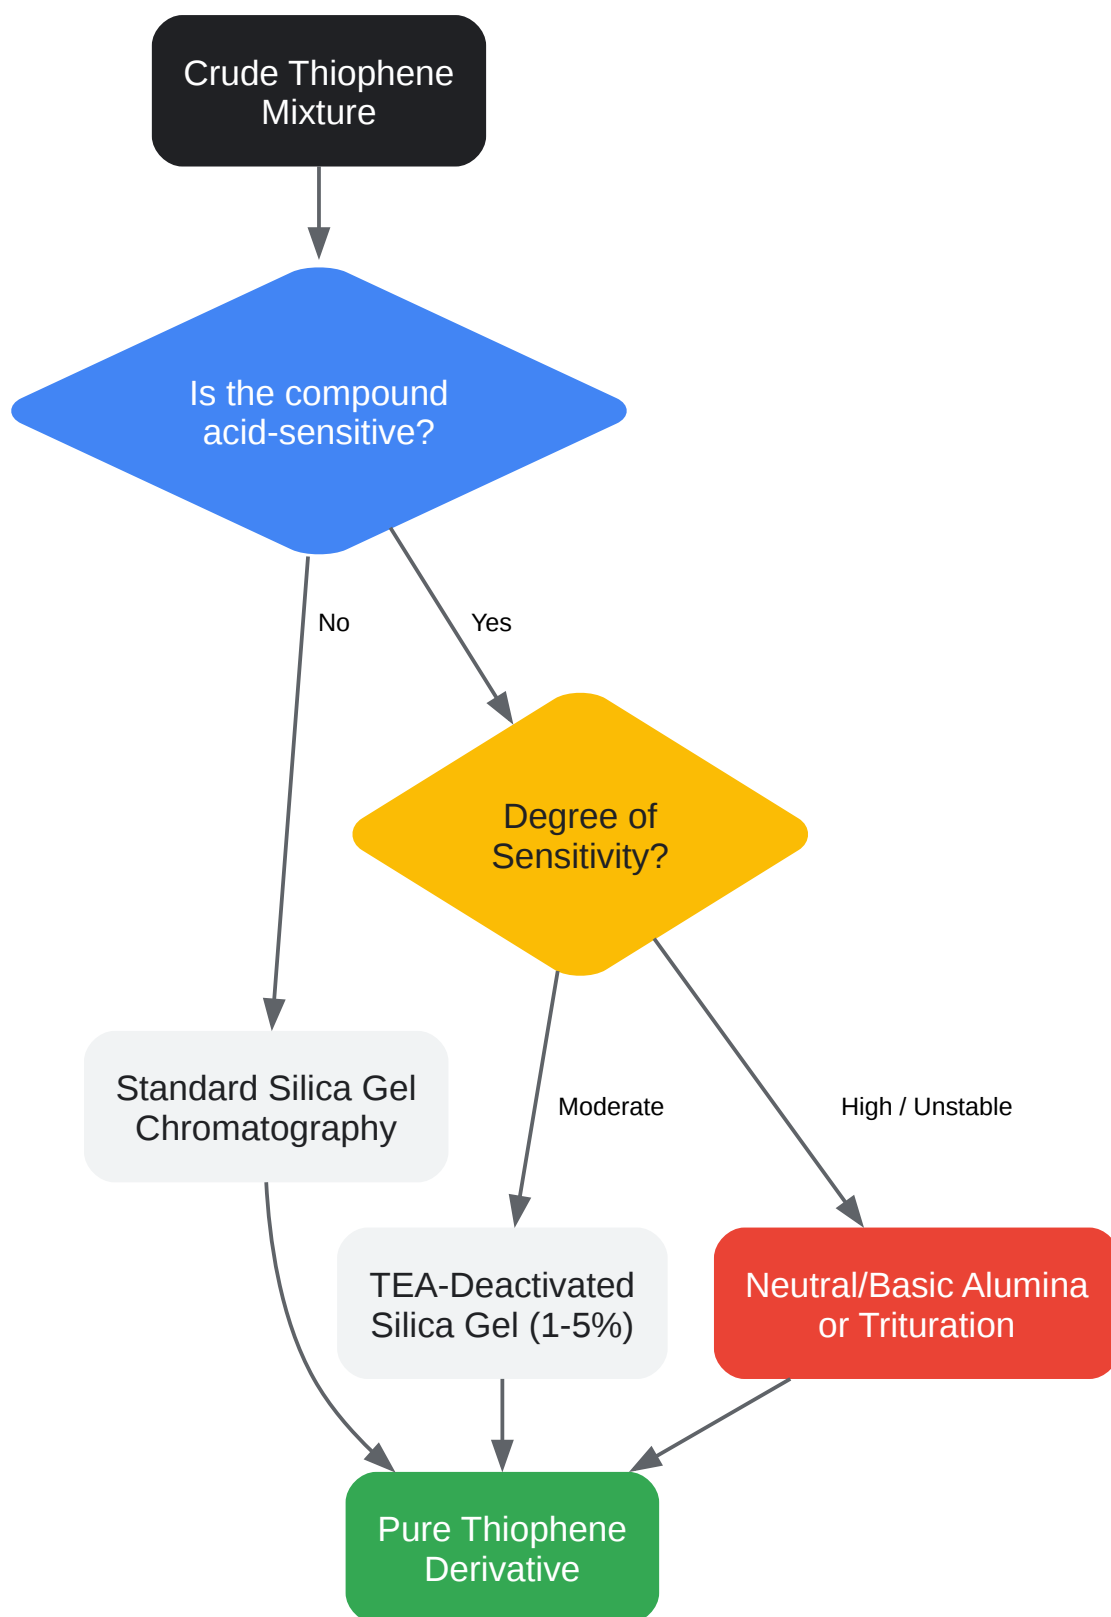 Crude Thiophene
Mixture
Is the compound
acid-sensitive?
No
Yes
Degree of
Sensitivity?
Standard Silica Gel
Chromatography
Moderate
High / Unstable
TEA-Deactivated
Silica Gel (1-5%)
Neutral/Basic Alumina
or Trituration
Pure Thiophene
Derivative